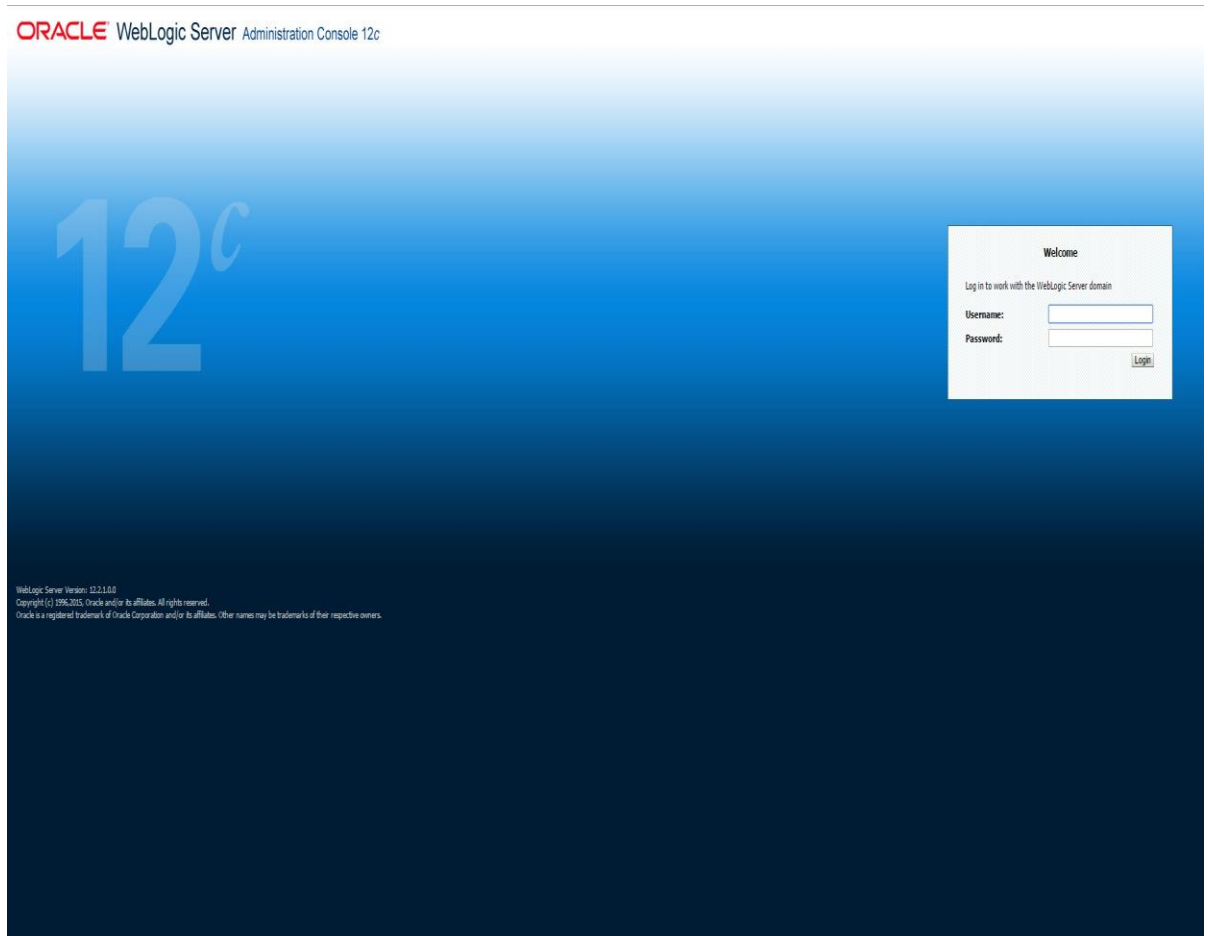 ORACLE WebLogic Server Administration Console 12c
12c
Welcome
Log in to work with the WebLogic Server domain
Username:
Password:
Login
WebLogic Server Version: 12.2.1.0.0
Copyright (c) 1996,2015, Oracle and/or its affiliates. All rights reserved.
Oracle is a registered trademark of Oracle Corporation and/or its affiliates. Other names may be trademarks of their respective owners.